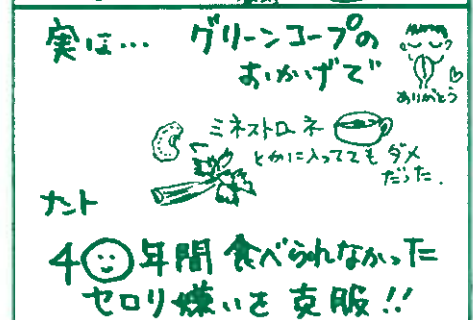 実は… グリーンコープの
おかげで
ありがとう
ミネストローネ
とかに入っててもダメ
だった.
ナント
40年間食べられなかった
セロリ嫌いを克服!!